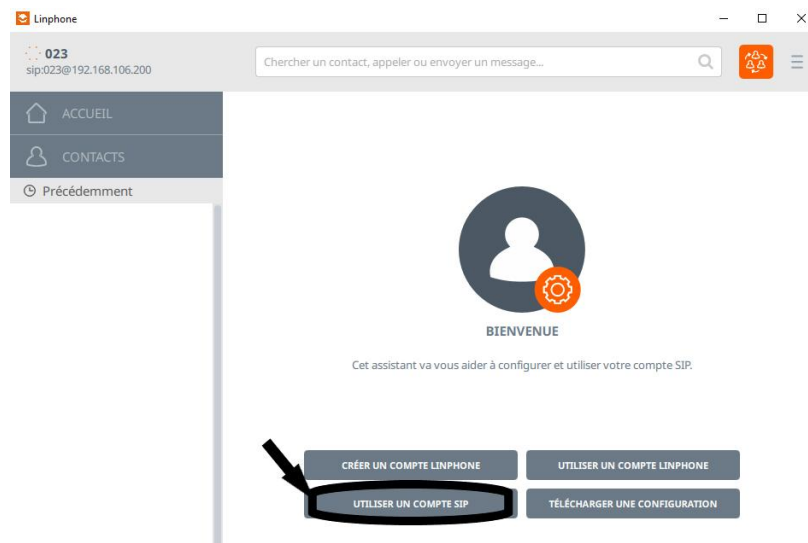 Linphone
023
sip:023@192.168.106.200
Chercher un contact, appeler ou envoyer un message...
ACCUEIL
CONTACTS
Précédemment
BIENVENUE
Cet assistant va vous aider à configurer et utiliser votre compte SIP.
CRÉER UN COMPTE LINPHONE
UTILISER UN COMPTE LINPHONE
UTILISER UN COMPTE SIP
TÉLÉCHARGER UNE CONFIGURATION